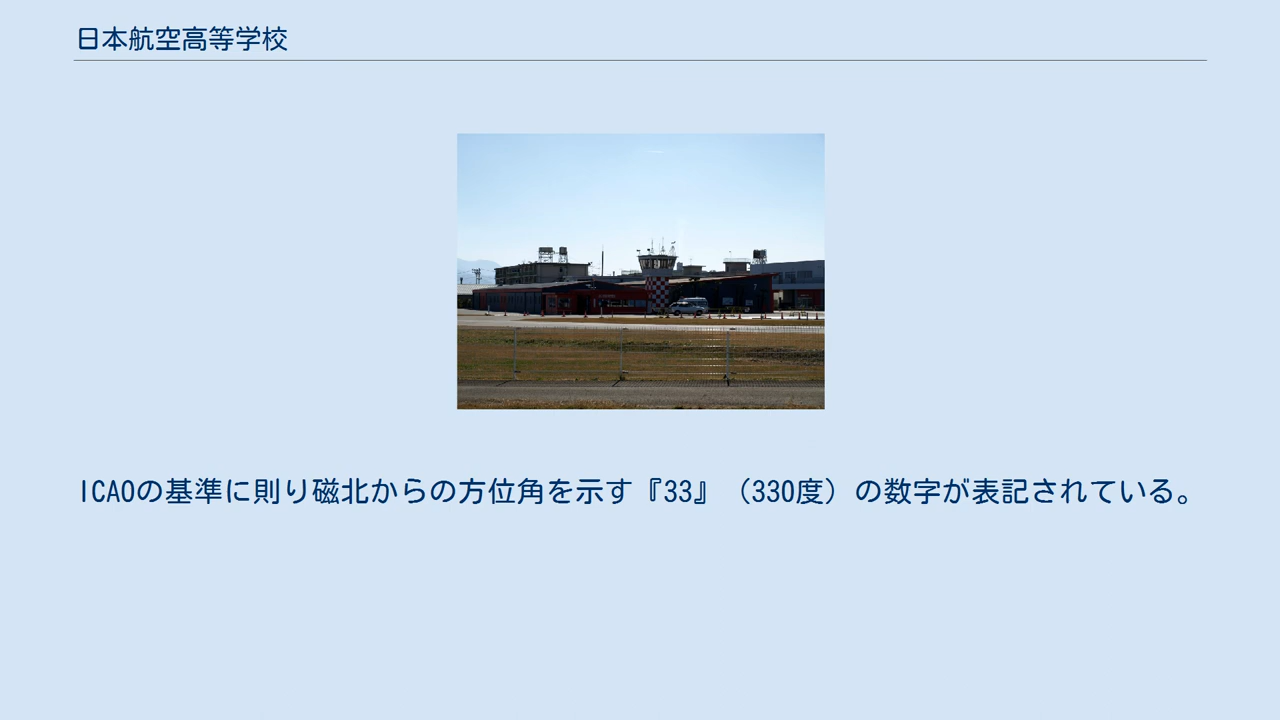 日本航空高等学校
ICAOの基準に則り磁北からの方位角を示す『33』（330度）の数字が表記されている。